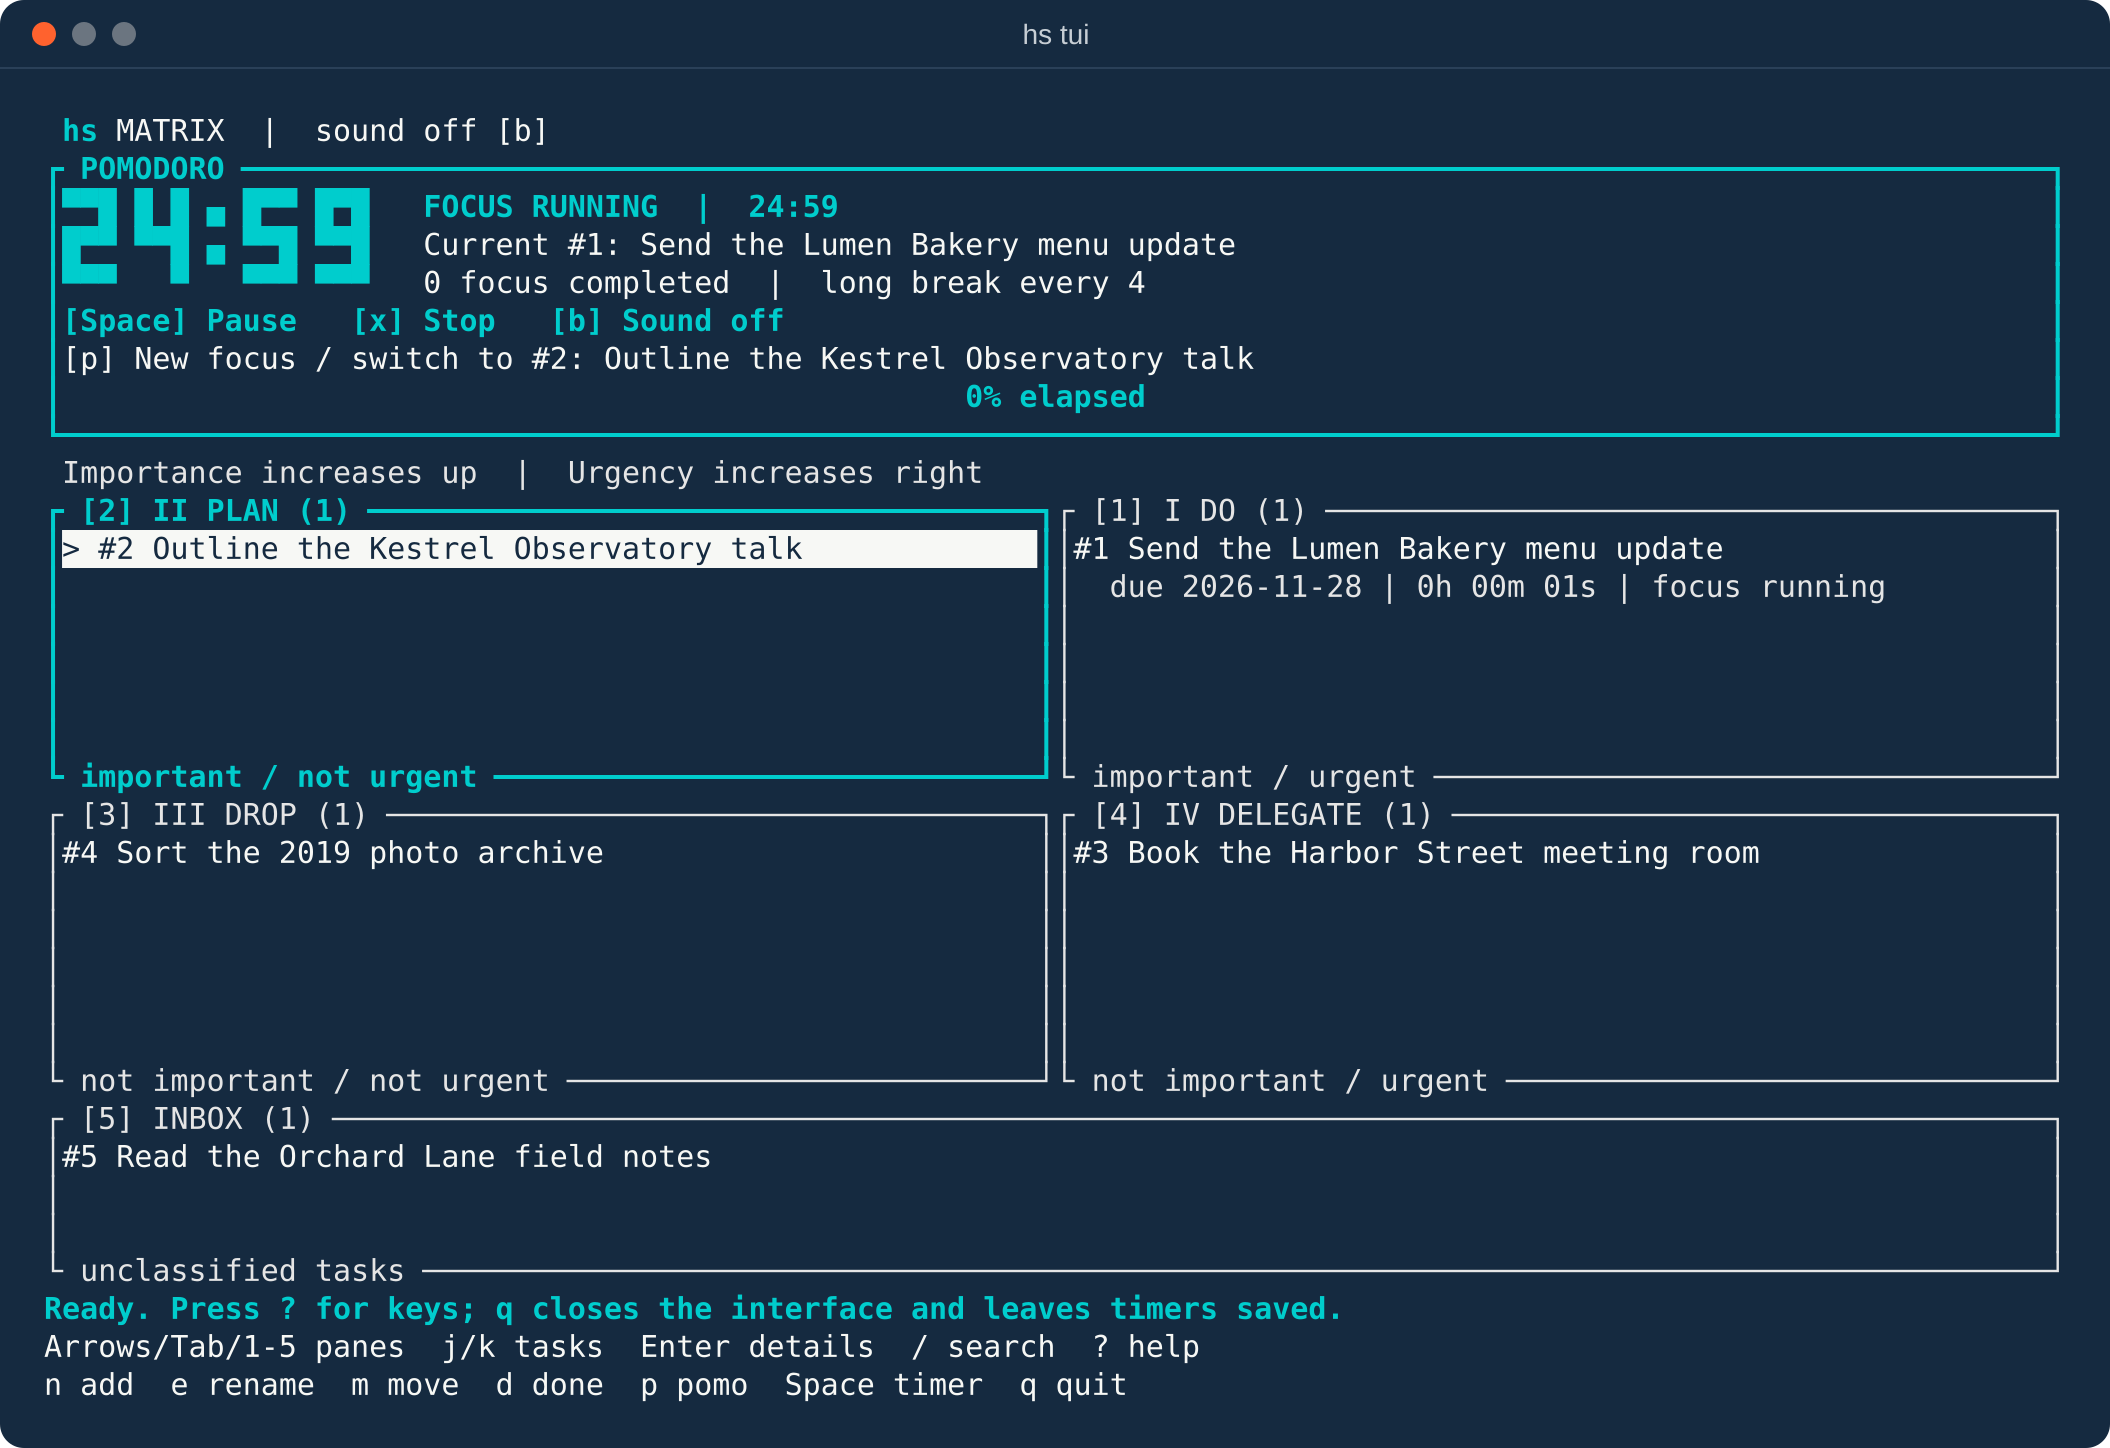 hs tui
hs MATRIX  |  sound off [b]
POMODORO
24:59
FOCUS RUNNING  |  24:59
Current #1: Send the Lumen Bakery menu update
0 focus completed  |  long break every 4
[Space] Pause   [x] Stop   [b] Sound off
[p] New focus / switch to #2: Outline the Kestrel Observatory talk
0% elapsed
Importance increases up  |  Urgency increases right
[2] II PLAN (1)
> #2 Outline the Kestrel Observatory talk
important / not urgent
[1] I DO (1)
#1 Send the Lumen Bakery menu update
due 2026-11-28 | 0h 00m 01s | focus running
important / urgent
[3] III DROP (1)
#4 Sort the 2019 photo archive
not important / not urgent
[4] IV DELEGATE (1)
#3 Book the Harbor Street meeting room
not important / urgent
[5] INBOX (1)
#5 Read the Orchard Lane field notes
unclassified tasks
Ready. Press ? for keys; q closes the interface and leaves timers saved.
Arrows/Tab/1-5 panes  j/k tasks  Enter details  / search  ? help
n add  e rename  m move  d done  p pomo  Space timer  q quit